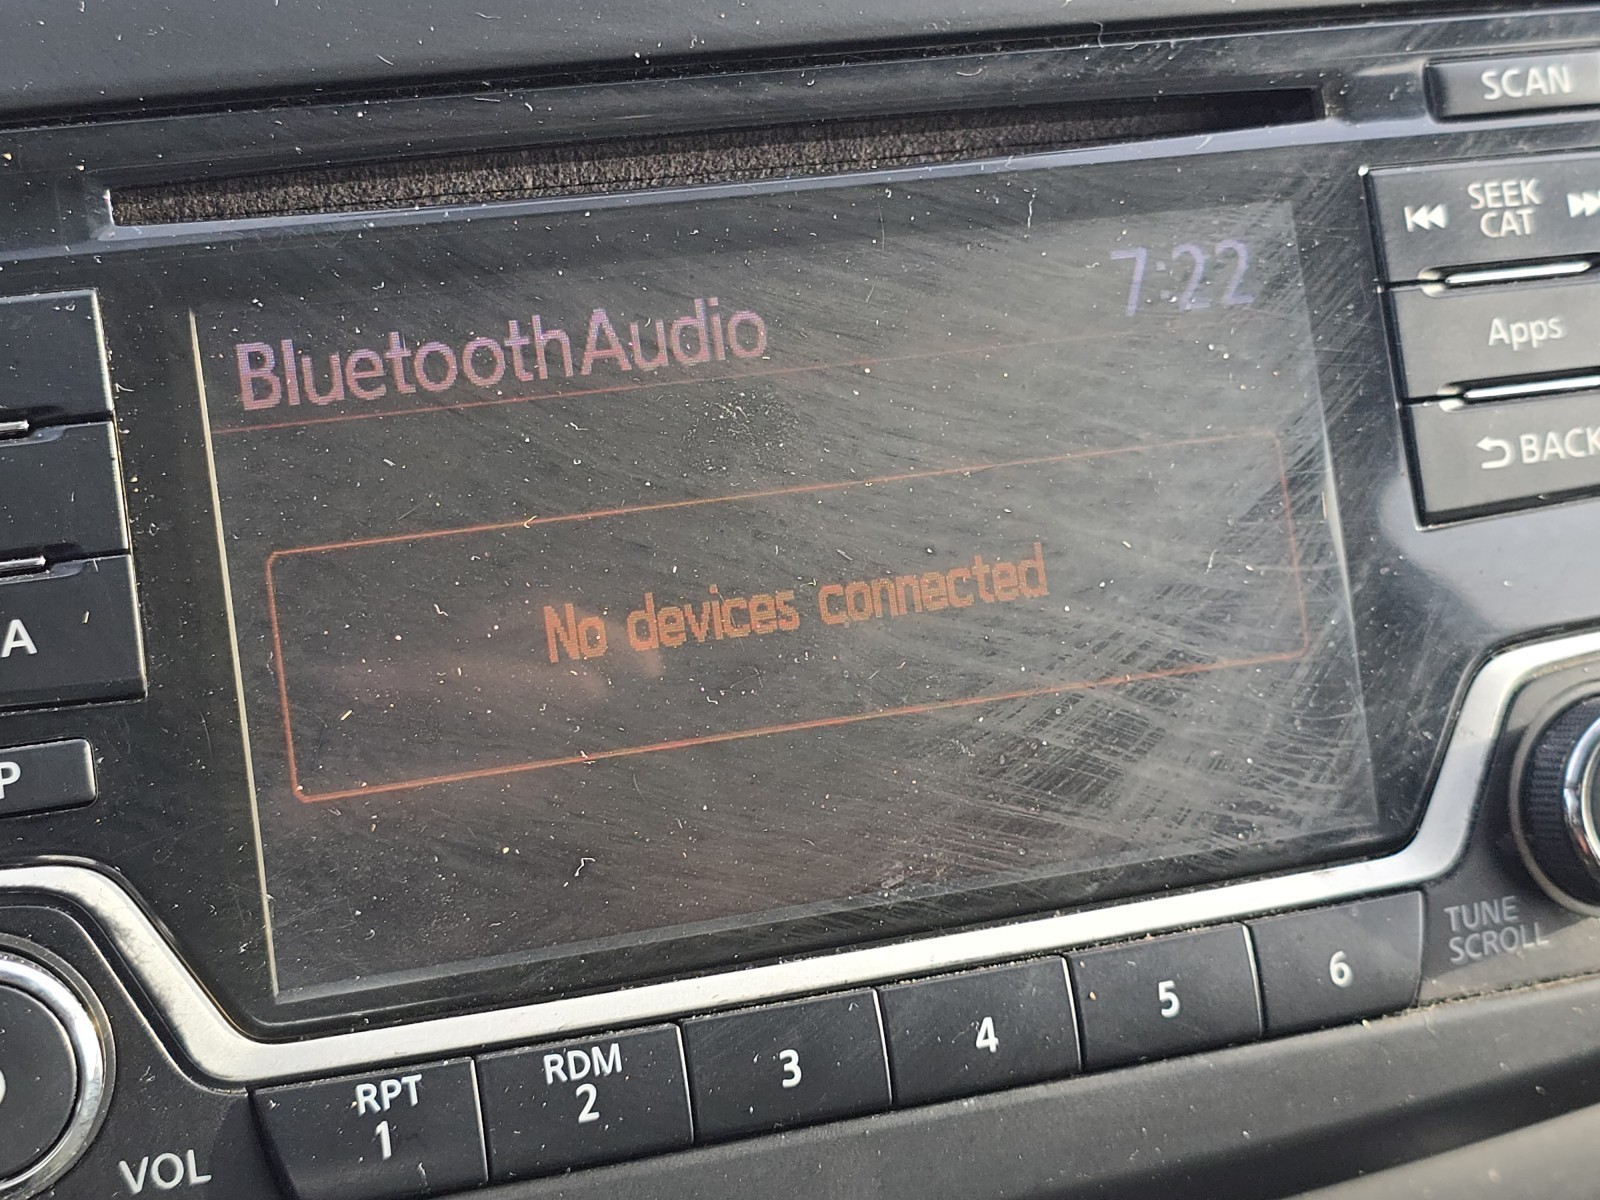 SCAN
SEEK
CAT
7:22
BluetoothAudio
Apps
BACK
No devices connected
A
P
TUNE
SCROLL
6
5
4
3
RDM
2
RPT
1
VOL